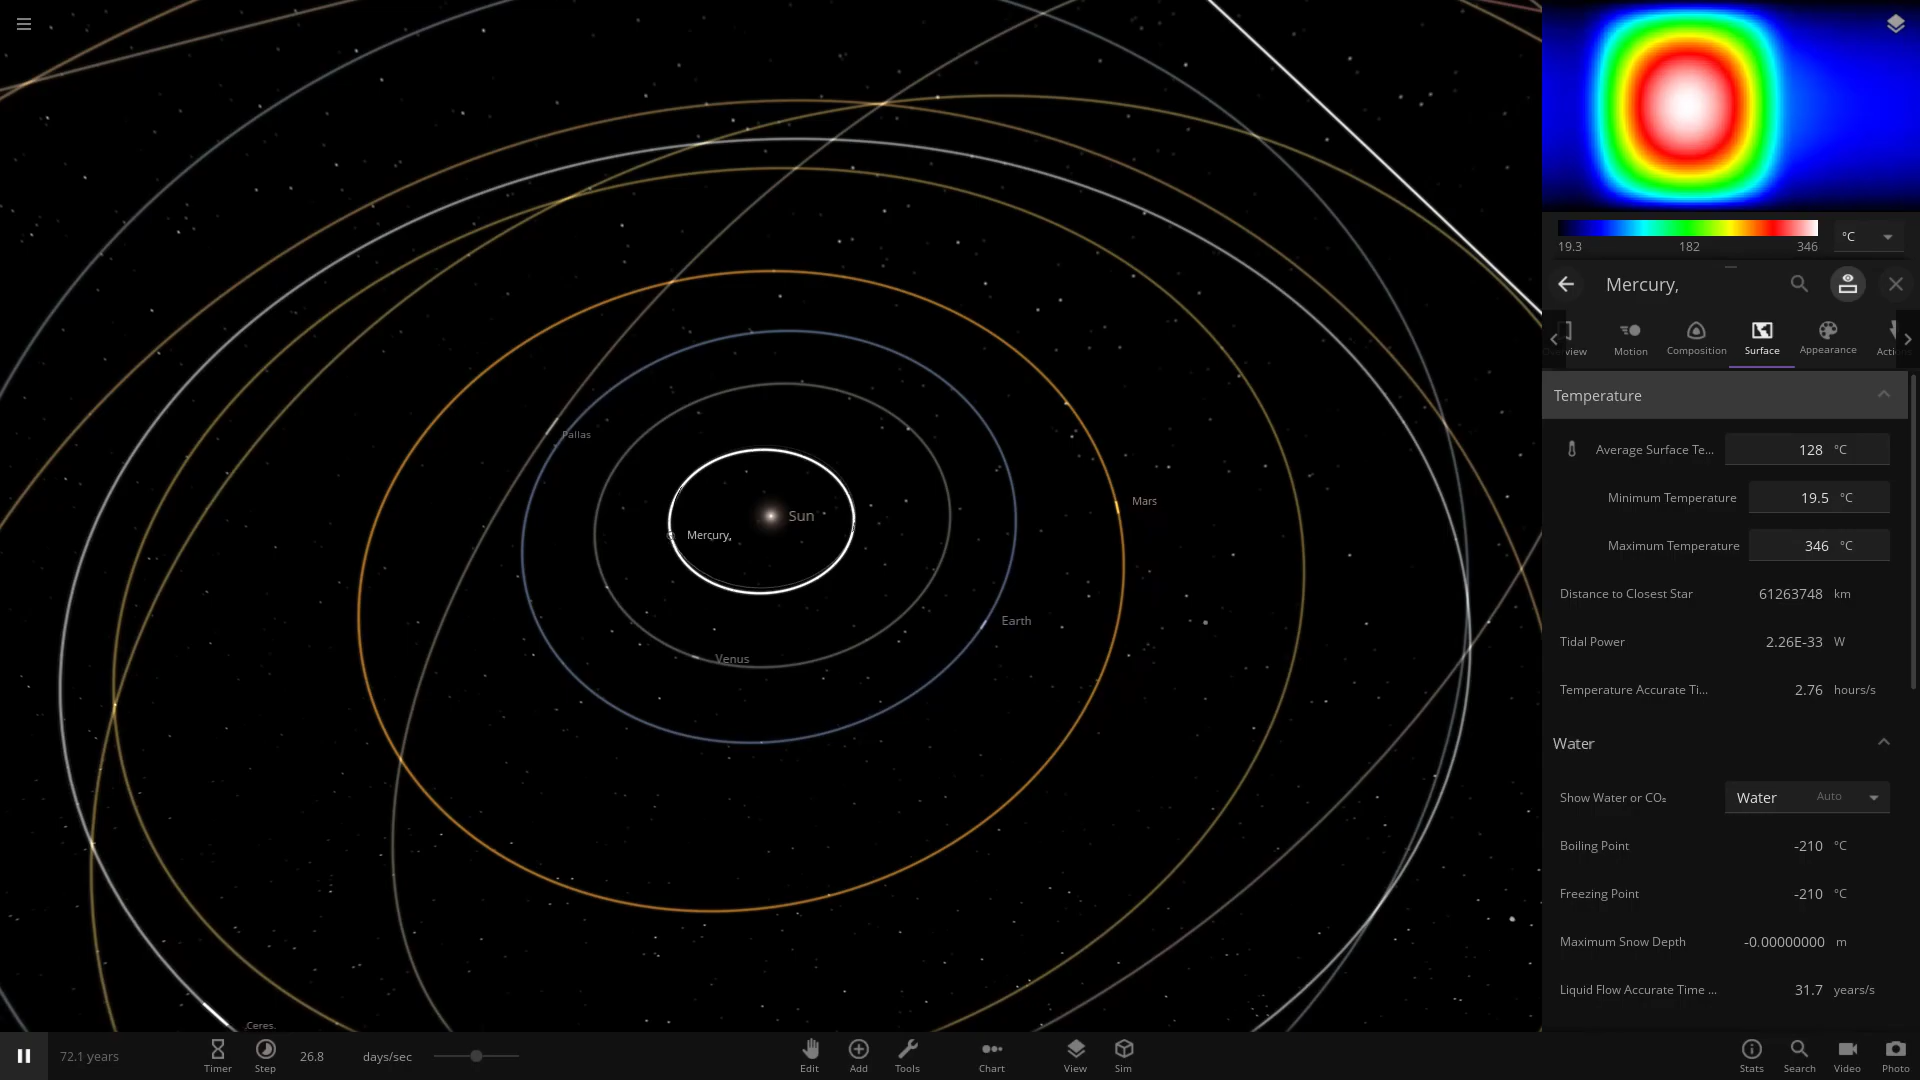 19.3 182 346 °C
Mercury,
Motion Composition Surface Appearance
Temperature
Average Surface Te... 128 °C
Minimum Temperature 19.5 °C
Maximum Temperature 346 °C
Distance to Closest Star 61263748 km
Tidal Power 2.26E-33 W
Temperature Accurate Ti... 2.76 hours/s
Water
Show Water or CO₂ Water Auto
Boiling Point -210 °C
Freezing Point -210 °C
Maximum Snow Depth -0.00000000 m
Liquid Flow Accurate Time ... 31.7 years/s
Pallas
Mars
Sun
Mercury,
Earth
Venus
Ceres
72.1 years Timer Step 26.8 days/sec Edit Add Tools Chart View Sim Stats Search Video Photo